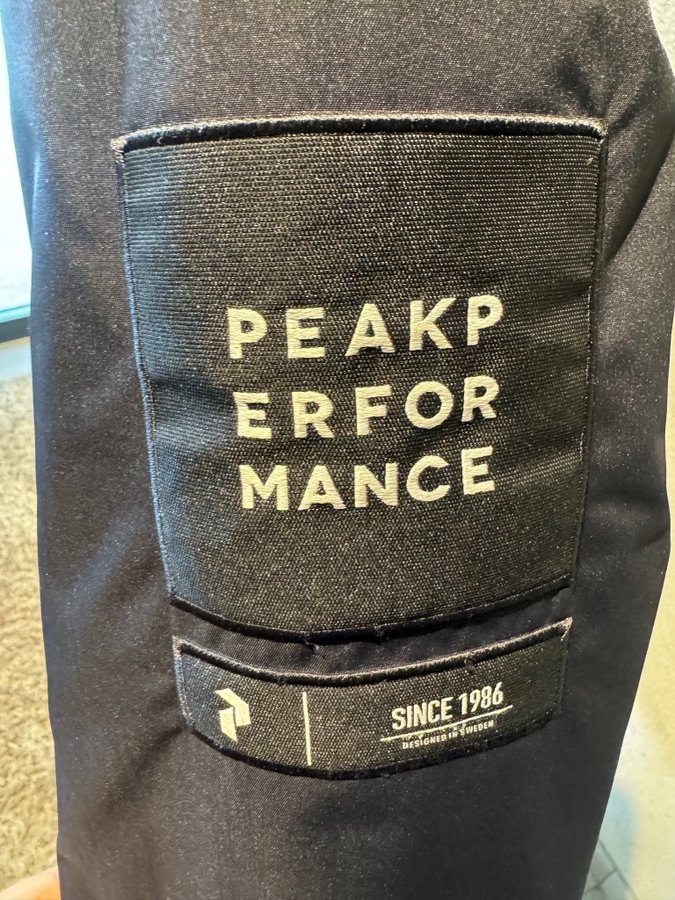 PEAKP
ERFOR
MANCE
SINCE 1986
DESIGNED IN SWEDEN